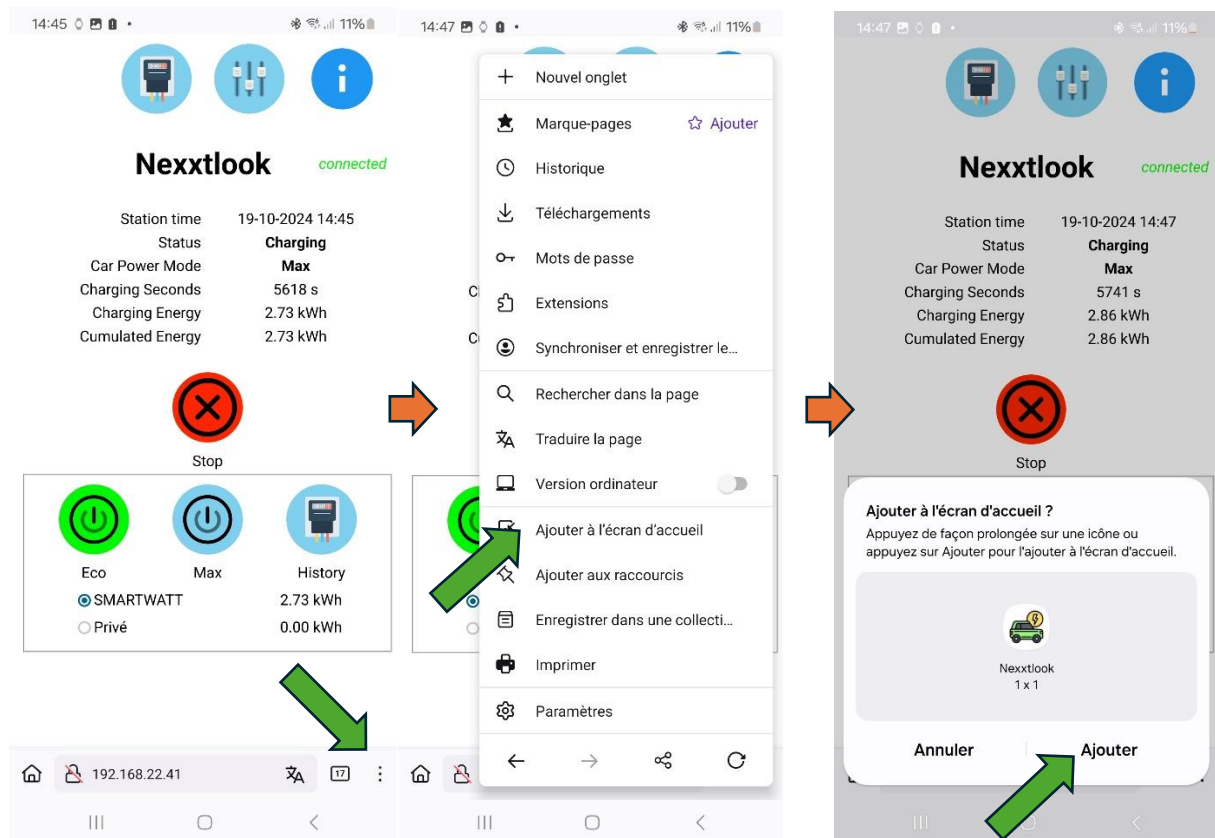 14:45
11%
Nexxtlook
connected
Station time 19-10-2024 14:45
Status Charging
Car Power Mode Max
Charging Seconds 5618 s
Charging Energy 2.73 kWh
Cumulated Energy 2.73 kWh
Stop
Eco Max History
SMARTWATT 2.73 kWh
Privé 0.00 kWh
192.168.22.41
17
14:47
11%
Nouvel onglet
Marque-pages Ajouter
Historique
Téléchargements
Mots de passe
Extensions
Synchroniser et enregistrer le…
Rechercher dans la page
Traduire la page
Version ordinateur
Ajouter à l'écran d'accueil
Ajouter aux raccourcis
Enregistrer dans une collecti…
Imprimer
Paramètres
C
C
14:47
11%
Nexxtlook
connected
Station time 19-10-2024 14:47
Status Charging
Car Power Mode Max
Charging Seconds 5741 s
Charging Energy 2.86 kWh
Cumulated Energy 2.86 kWh
Stop
Ajouter à l'écran d'accueil ?
Appuyez de façon prolongée sur une icône ou
appuyez sur Ajouter pour l'ajouter à l'écran d'accueil.
Nexxtlook
1 x 1
Annuler Ajouter